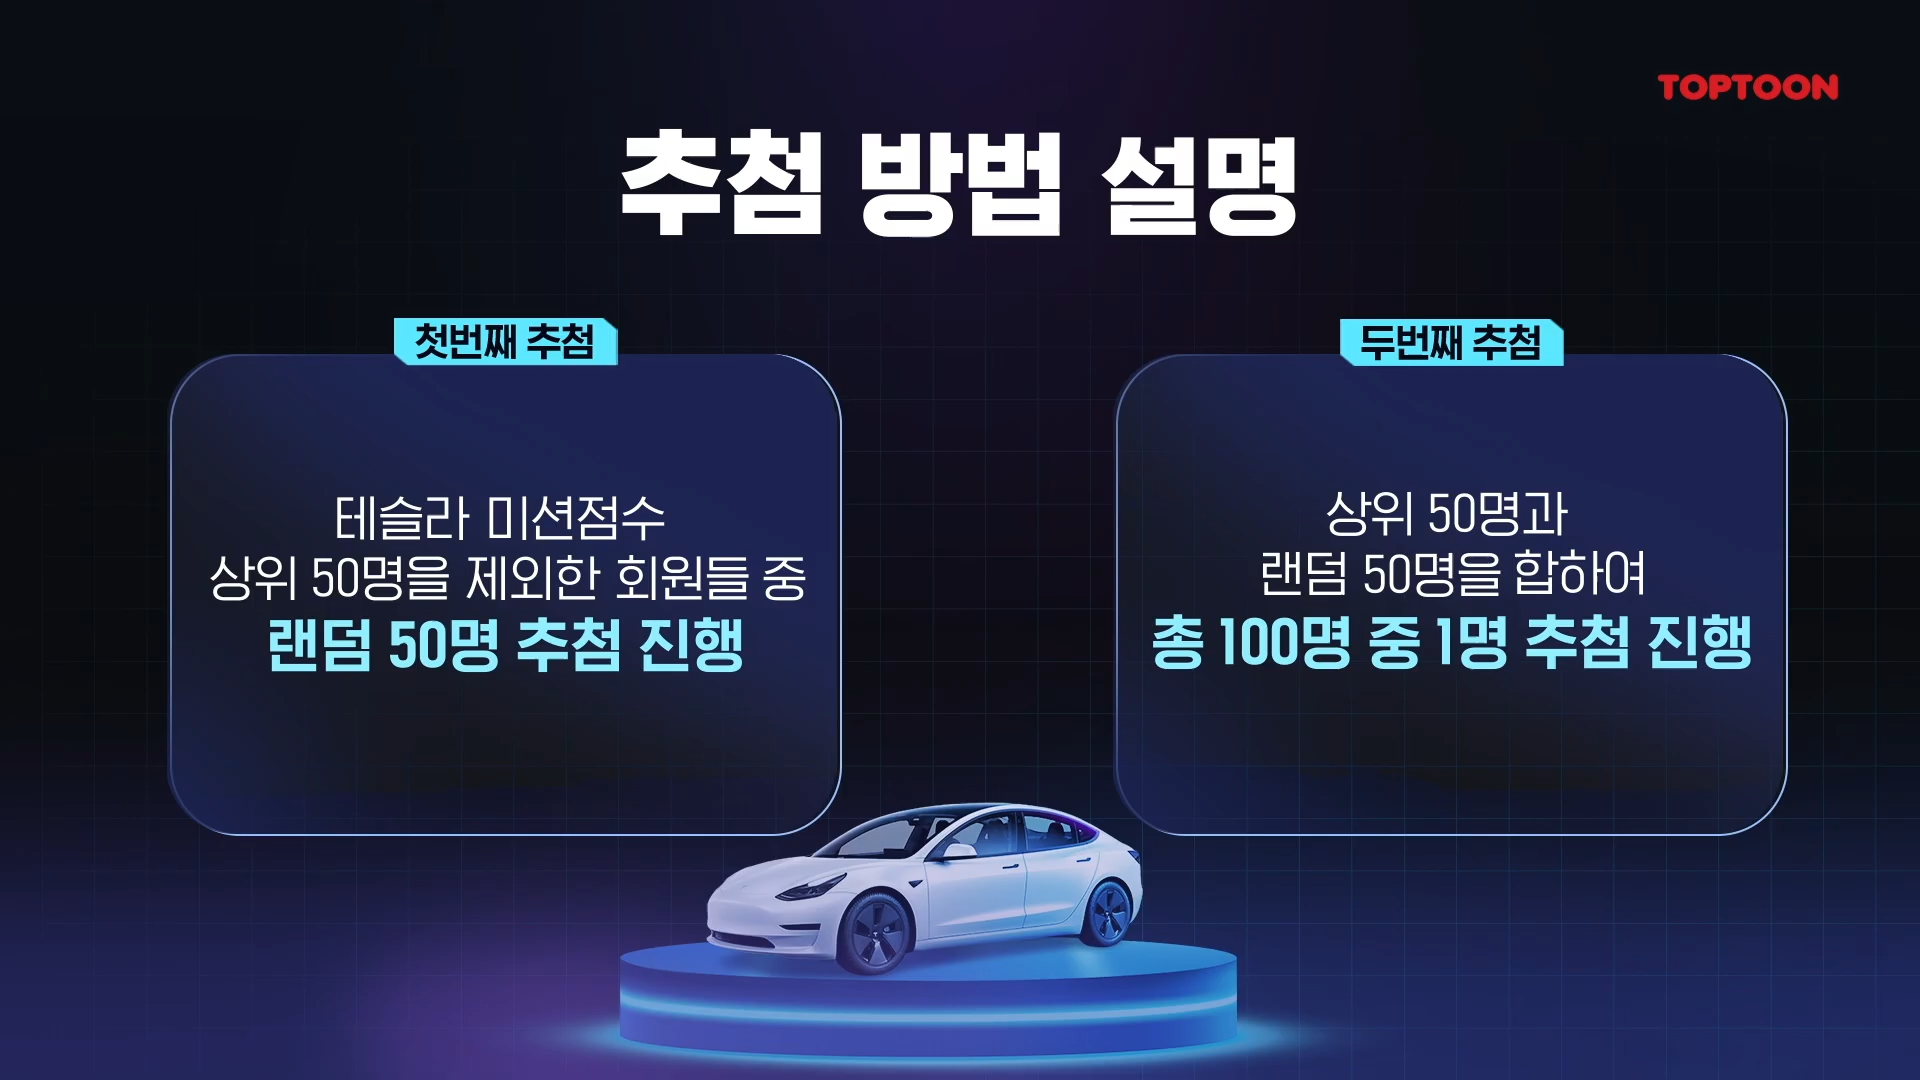 TOPTOON
추첨 방법 설명
첫번째 추첨
테슬라 미션점수
상위 50명을 제외한 회원들 중
랜덤 50명 추첨 진행
두번째 추첨
상위 50명과
랜덤 50명을 합하여
총 100명 중 1명 추첨 진행